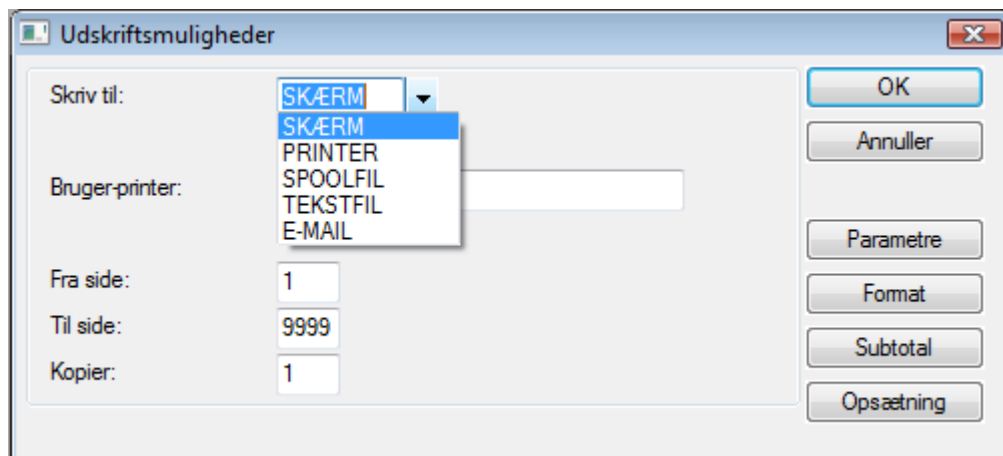 Udskriftsmuligheder
Skriv til:
SKÆRM
SKÆRM
PRINTER
SPOOLFIL
TEKSTFIL
E-MAIL
Bruger-printer:
Fra side:
1
Til side:
9999
Kopier:
1
OK
Annuller
Parametre
Format
Subtotal
Opsætning